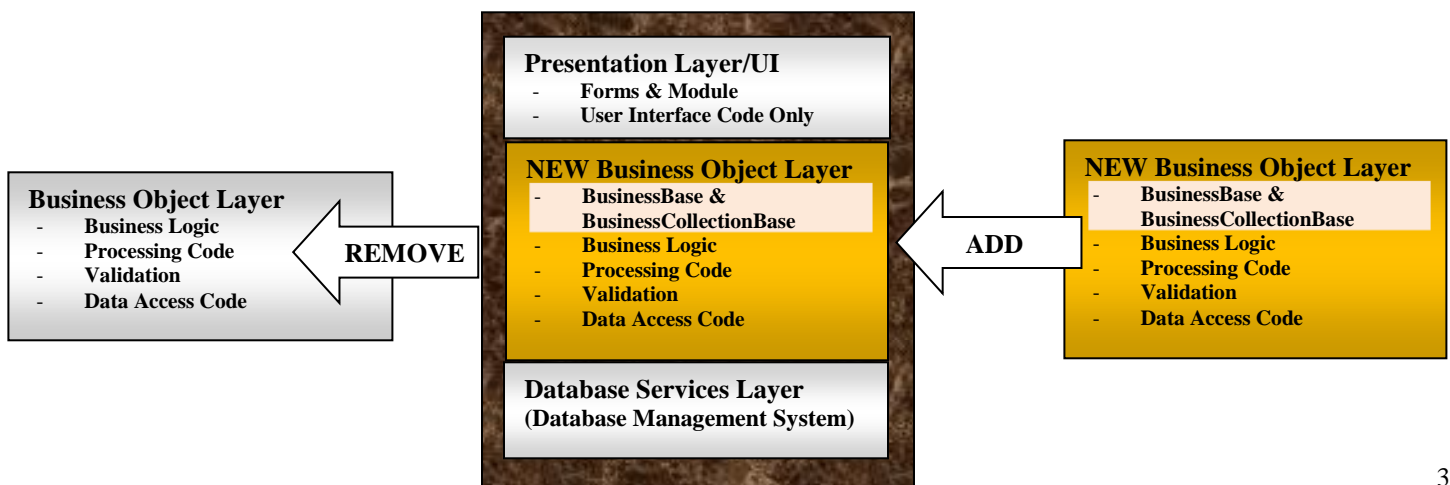 Presentation Layer/UI
- Forms & Module
- User Interface Code Only
Business Object Layer
- Business Logic
- Processing Code
- Validation
- Data Access Code
REMOVE
NEW Business Object Layer
- BusinessBase &
BusinessCollectionBase
- Business Logic
- Processing Code
- Validation
- Data Access Code
ADD
NEW Business Object Layer
- BusinessBase &
BusinessCollectionBase
- Business Logic
- Processing Code
- Validation
- Data Access Code
Database Services Layer
(Database Management System)
3